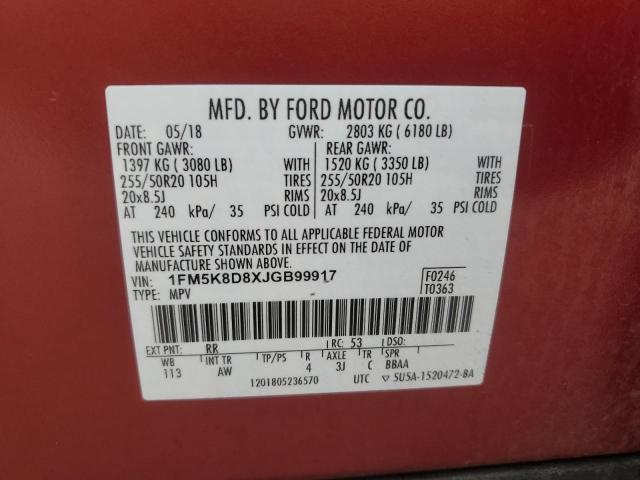 MFD. BY FORD MOTOR CO.
DATE: 05/18 GVWR: 2803 KG ( 6180 LB)
FRONT GAWR: REAR GAWR:
1397 KG ( 3080 LB) WITH 1520 KG ( 3350 LB) WITH
255/50R20 105H TIRES 255/50R20 105H TIRES
20x8.5J RIMS 20x8.5J RIMS
AT 240 kPa/ 35 PSI COLD AT 240 kPa/ 35 PSI COLD
THIS VEHICLE CONFORMS TO ALL APPLICABLE FEDERAL MOTOR
VEHICLE SAFETY STANDARDS IN EFFECT ON THE DATE OF
MANUFACTURE SHOWN ABOVE.
VIN: 1FM5K8D8XJGB99917 F0246
TYPE: MPV T0363
EXT PNT: RR RC: 53 DSO:
WB INT TR TP/PS R AXLE TR SPR
113 AW 4 3J C BBAA
1201805236570 UTC ▽ 5U5A-1520472-BA